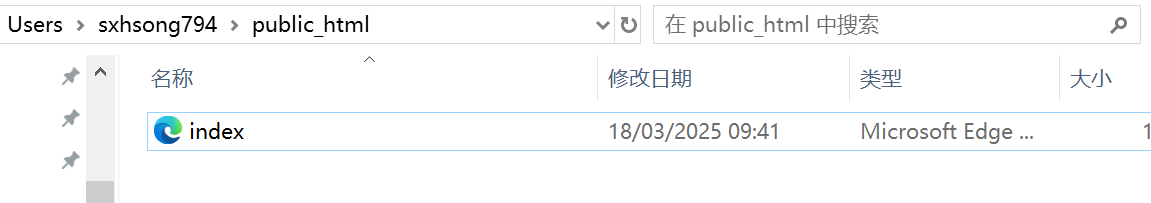 Users > sxhsong794 > public_html
在 public_html 中搜索
名称 修改日期 类型 大小
index 18/03/2025 09:41 Microsoft Edge ... 1